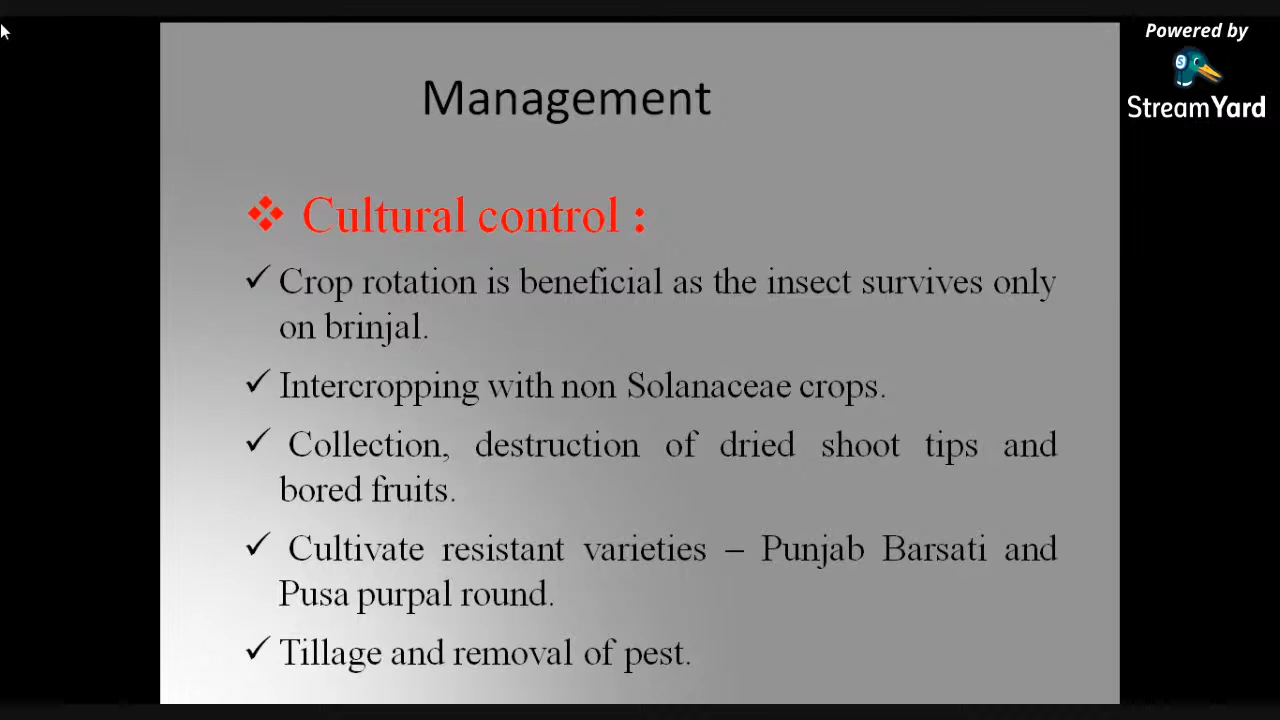 Powered by
StreamYard
Management
❖ Cultural control :
✓ Crop rotation is beneficial as the insect survives only
on brinjal.
✓ Intercropping with non Solanaceae crops.
✓ Collection, destruction of dried shoot tips and
bored fruits.
✓ Cultivate resistant varieties – Punjab Barsati and
Pusa purpal round.
✓ Tillage and removal of pest.